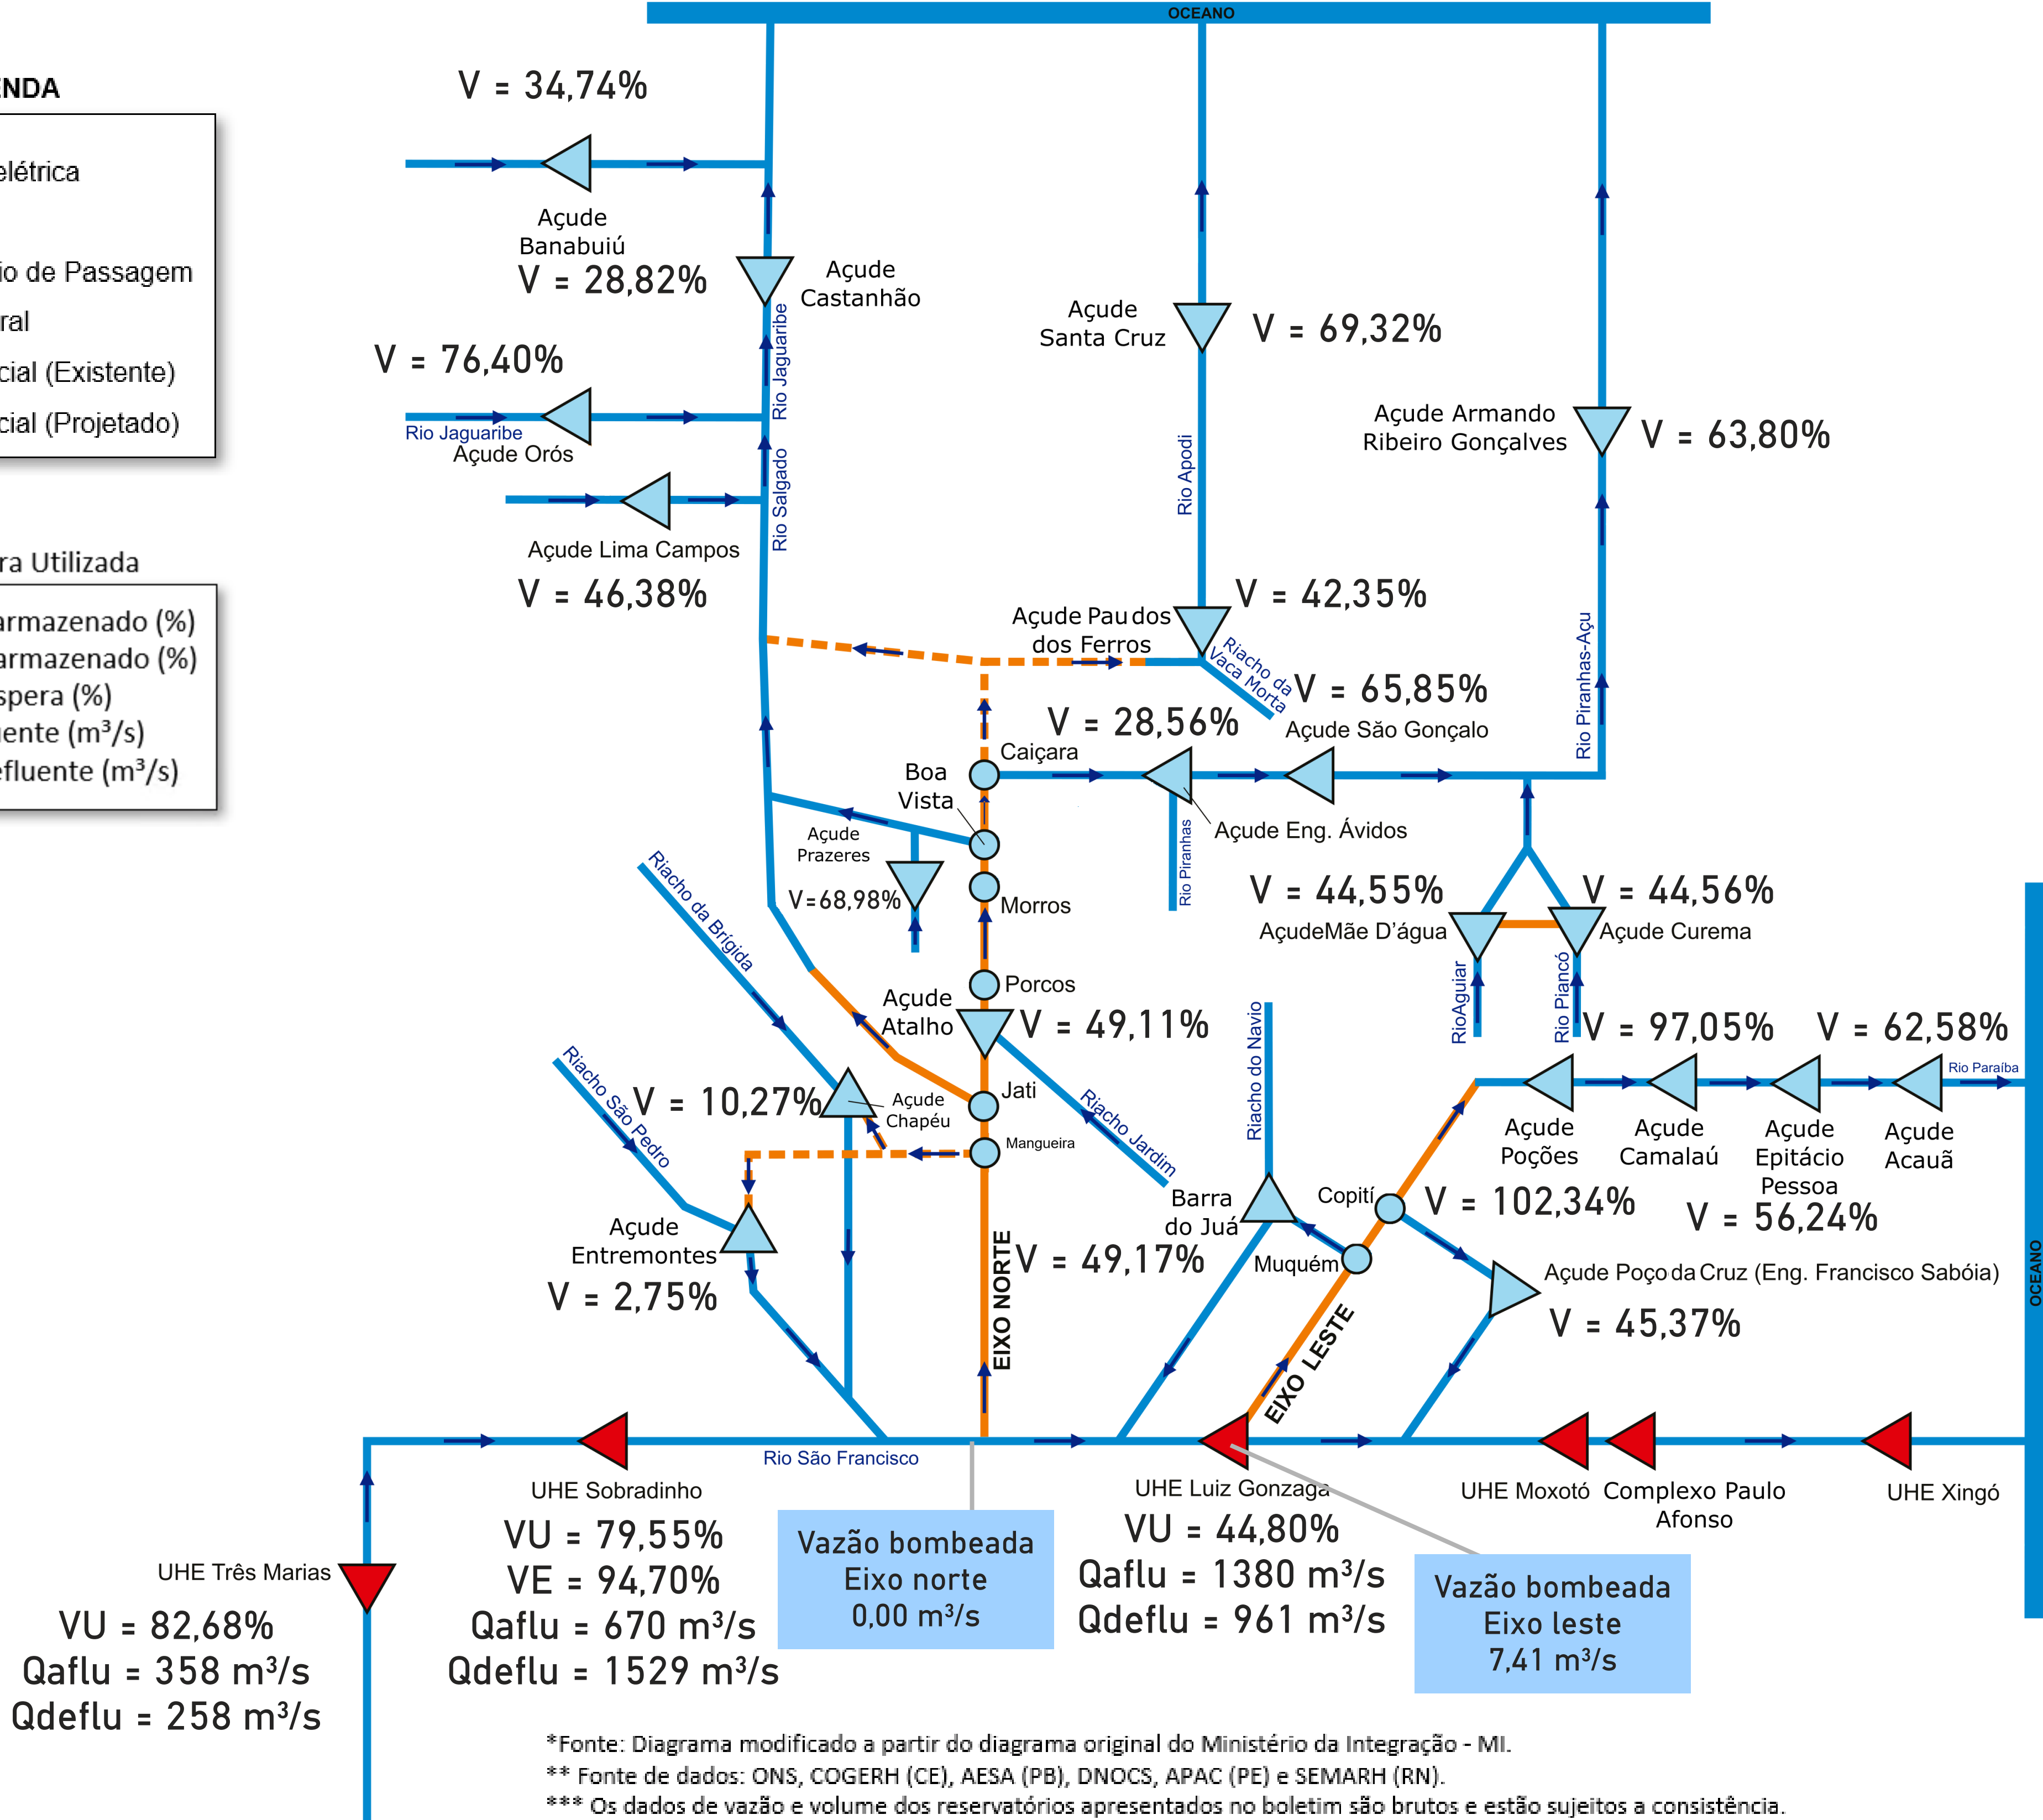 OCEANO
ENDA
elétrica
io de Passagem
ral
cial (Existente)
cial (Projetado)
ra Utilizada
armazenado (%)
armazenado (%)
spera (%)
uente (m³/s)
efluente (m³/s)
V = 34,74%
Açude
Banabuiú
V = 28,82%
Açude
Castanhão
V = 76,40%
Rio Jaguaribe
Rio Jaguaribe
Açude Orós
Rio Salgado
Açude Lima Campos
V = 46,38%
Açude
Santa Cruz
V = 69,32%
Rio Apodi
Açude Armando
Ribeiro Gonçalves
V = 63,80%
Rio Piranhas-Açu
Açude Pau dos
dos Ferros
V = 42,35%
Riacho da
Vaca Morta
V = 65,85%
Açude São Gonçalo
V = 28,56%
Caiçara
Boa
Vista
Açude Eng. Ávidos
Rio Piranhas
Açude
Prazeres
V=68,98%
Morros
Porcos
V = 44,55%
AçudeMãe D'água
V = 44,56%
Açude Curema
RioAguiar
Rio Piancó
Riacho da Brígida
Riacho São Pedro
Açude
Atalho
V = 49,11%
Riacho Jardim
Jati
Mangueira
V = 10,27%
Açude
Chapéu
Açude
Entremontes
V = 2,75%
EIXO NORTE
V = 49,17%
Riacho do Navio
Barra
do Juá
Muquém
Copití
EIXO LESTE
V = 97,05%
V = 62,58%
Rio Paraíba
Açude
Poções
Açude
Camalaú
Açude
Epitácio
Pessoa
Açude
Acauã
V = 102,34%
V = 56,24%
Açude Poço da Cruz (Eng. Francisco Sabóia)
V = 45,37%
OCEANO
Rio São Francisco
UHE Sobradinho
VU = 79,55%
VE = 94,70%
Qaflu = 670 m³/s
Qdeflu = 1529 m³/s
Vazão bombeada
Eixo norte
0,00 m³/s
UHE Luiz Gonzaga
VU = 44,80%
Qaflu = 1380 m³/s
Qdeflu = 961 m³/s
Vazão bombeada
Eixo leste
7,41 m³/s
UHE Moxotó
Complexo Paulo
Afonso
UHE Xingó
UHE Três Marias
VU = 82,68%
Qaflu = 358 m³/s
Qdeflu = 258 m³/s
*Fonte: Diagrama modificado a partir do diagrama original do Ministério da Integração - MI.
** Fonte de dados: ONS, COGERH (CE), AESA (PB), DNOCS, APAC (PE) e SEMARH (RN).
*** Os dados de vazão e volume dos reservatórios apresentados no boletim são brutos e estão sujeitos a consistência.